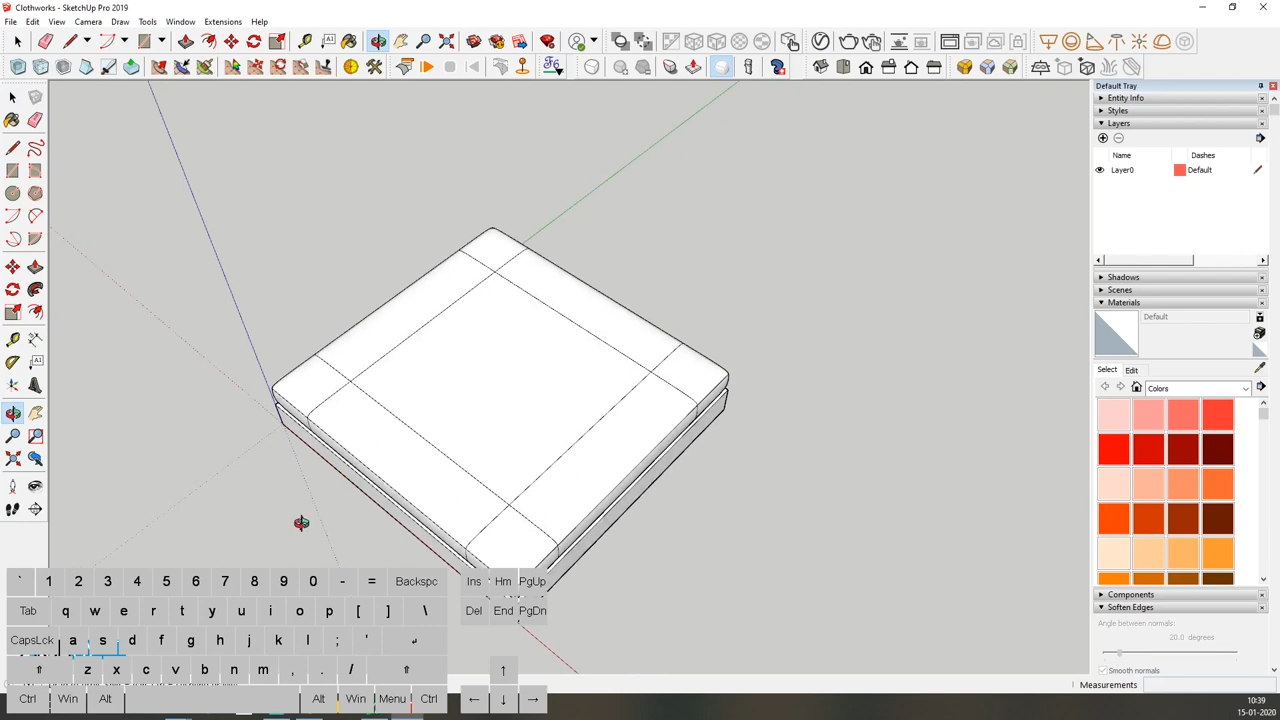 Clothworks - SketchUp Pro 2019
File Edit View Camera Draw Tools Window Extensions Help
Default Tray
Entity Info
Styles
Layers
Name Dashes
Layer0 Default
Shadows
Scenes
Materials
Default
Select Edit
Colors
Components
Soften Edges
Angle between normals:
20.0 degrees
Smooth normals
Measurements
` 1 2 3 4 5 6 7 8 9 0 - = Backspc Ins Hm PgUp
Tab q w e r t y u i o p [ ] \ Del End PgDn
CapsLck a s d f g h j k l ; ' ↵
⇧ z x c v b n m , . / ⇧ ↑
Ctrl Win Alt Alt Win Menu Ctrl ← ↓ →
10:39
15-01-2020